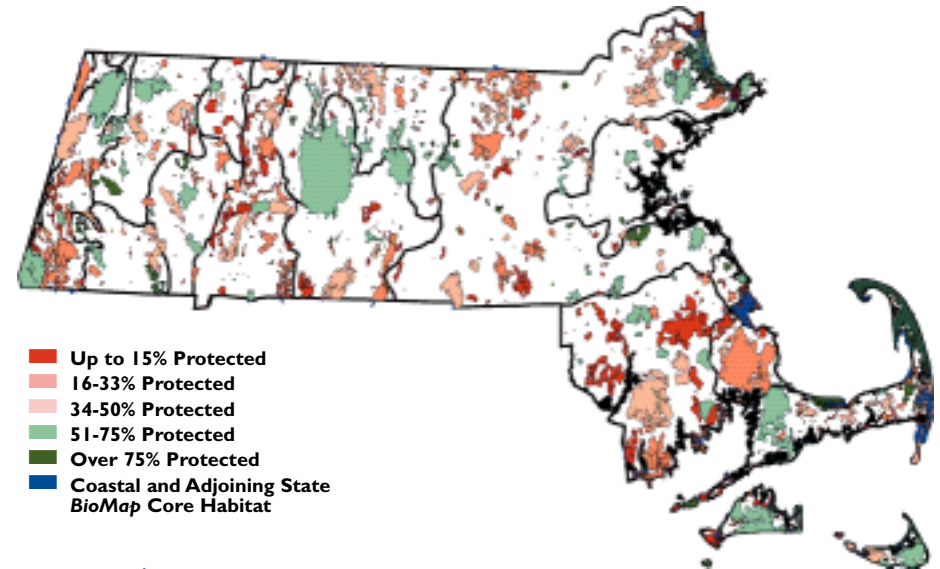 Up to 15% Protected
16-33% Protected
34-50% Protected
51-75% Protected
Over 75% Protected
Coastal and Adjoining State
BioMap Core Habitat